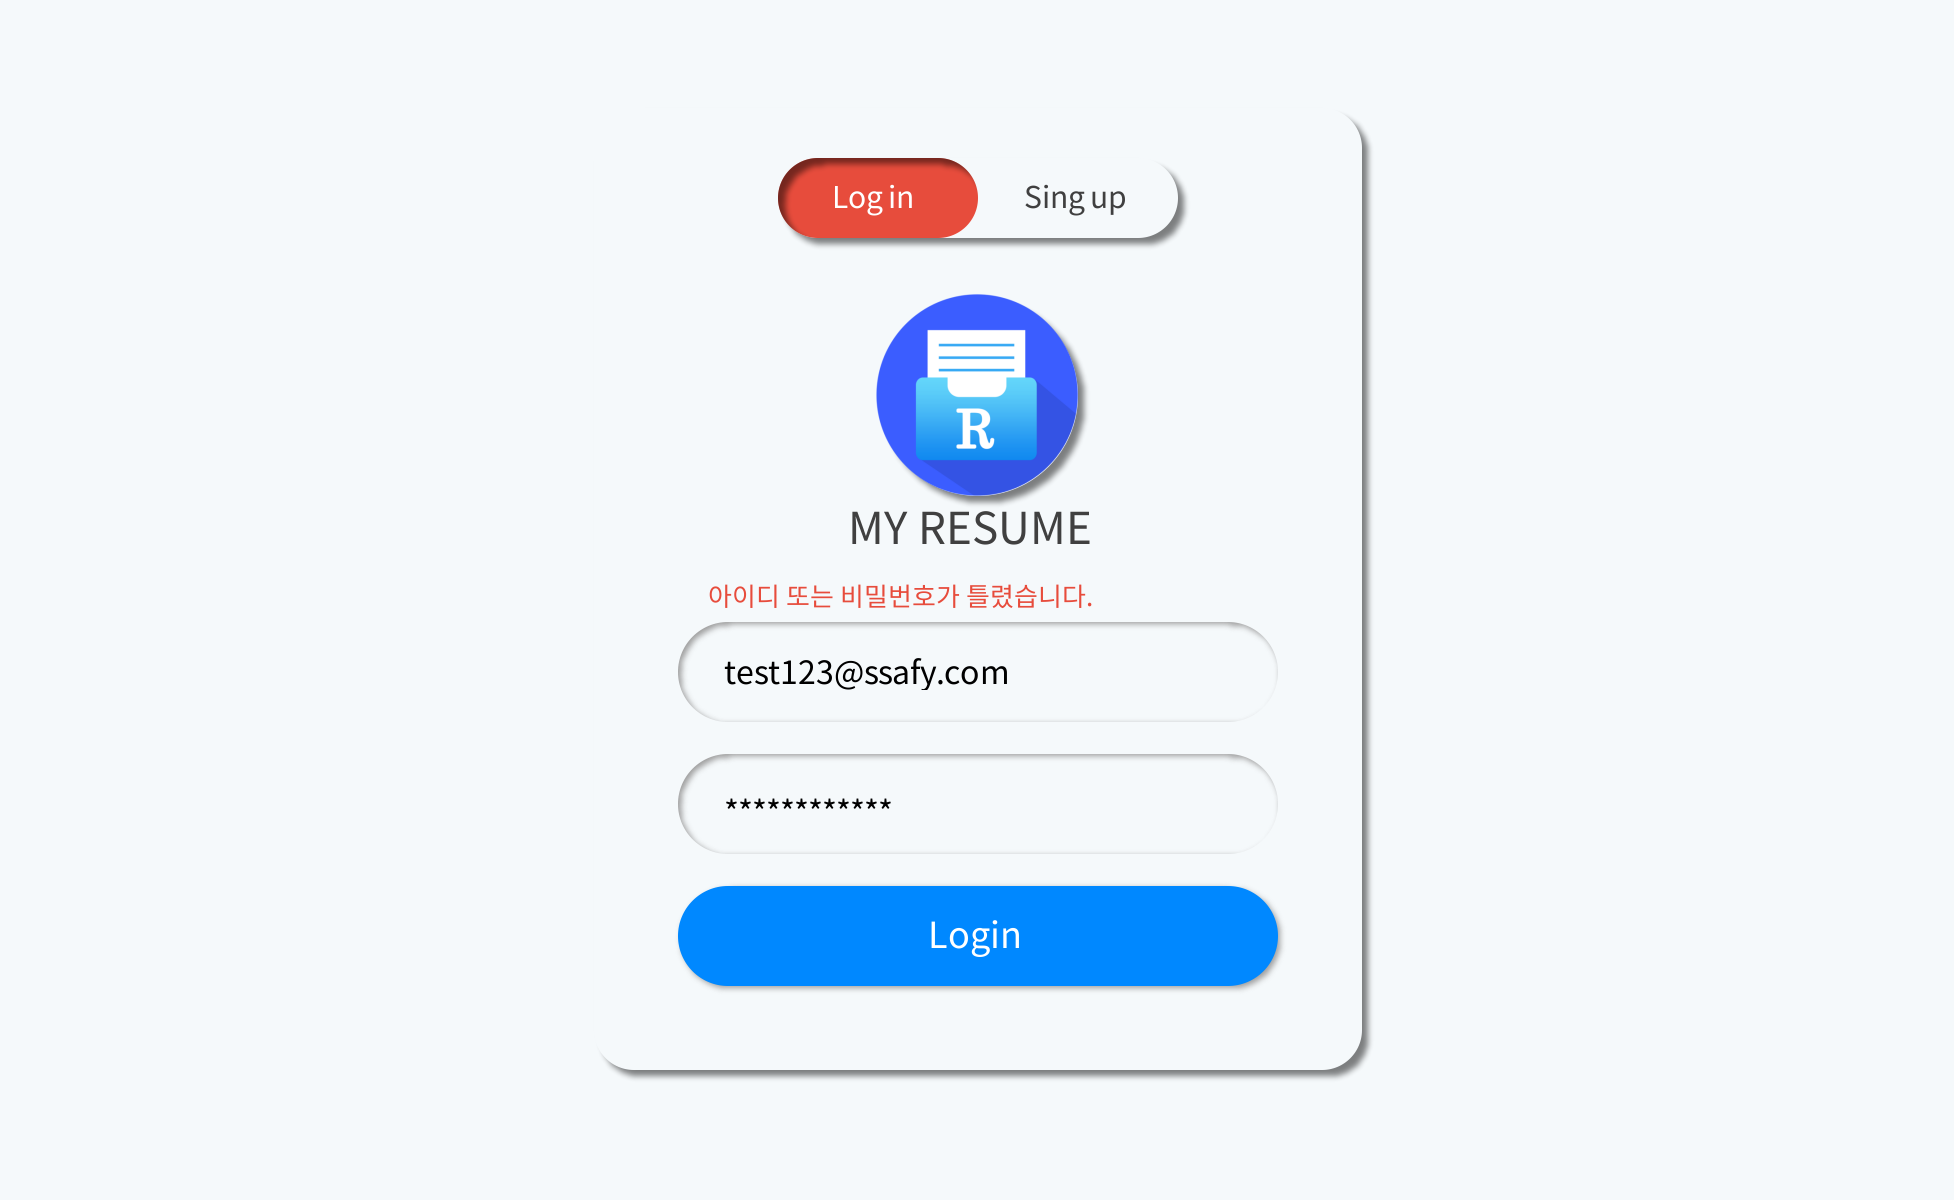 Log in Sing up
R
MY RESUME
아이디 또는 비밀번호가 틀렸습니다.
test123@ssafy.com
************
Login